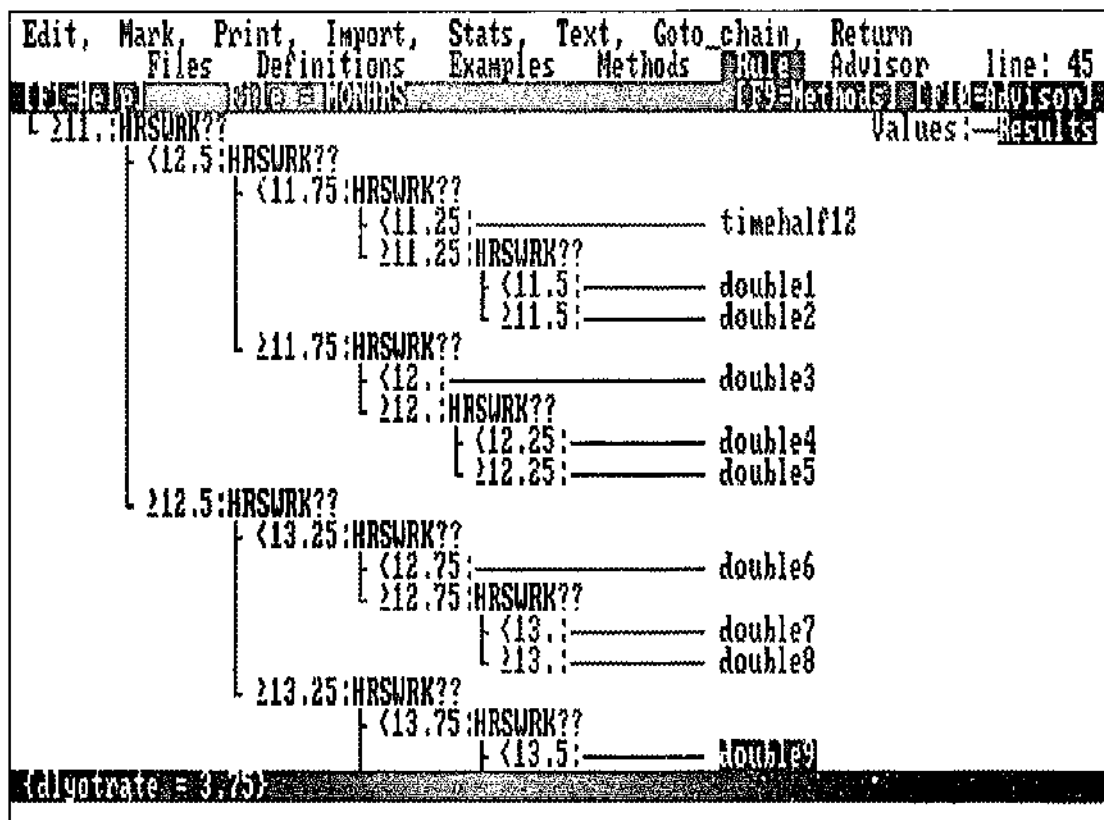 Edit, Mark, Print, Import, Stats, Text, Goto_chain, Return
Files Definitions Examples Methods Rule Advisor line: 45
[F1=Help] File = MONHRS [F9=Methods] [F10=Advisor]
≥11.:HRSWRK?? Values:—Results
<12.5:HRSWRK??
<11.75:HRSWRK??
<11.25: timehalf12
≥11.25:HRSWRK??
<11.5: double1
≥11.5: double2
≥11.75:HRSWRK??
<12.: double3
≥12.:HRSWRK??
<12.25: double4
≥12.25: double5
≥12.5:HRSWRK??
<13.25:HRSWRK??
<12.75: double6
≥12.75:HRSWRK??
<13.: double7
≥13.: double8
≥13.25:HRSWRK??
<13.75:HRSWRK??
<13.5: double9
{dlyotrate = 3.75}